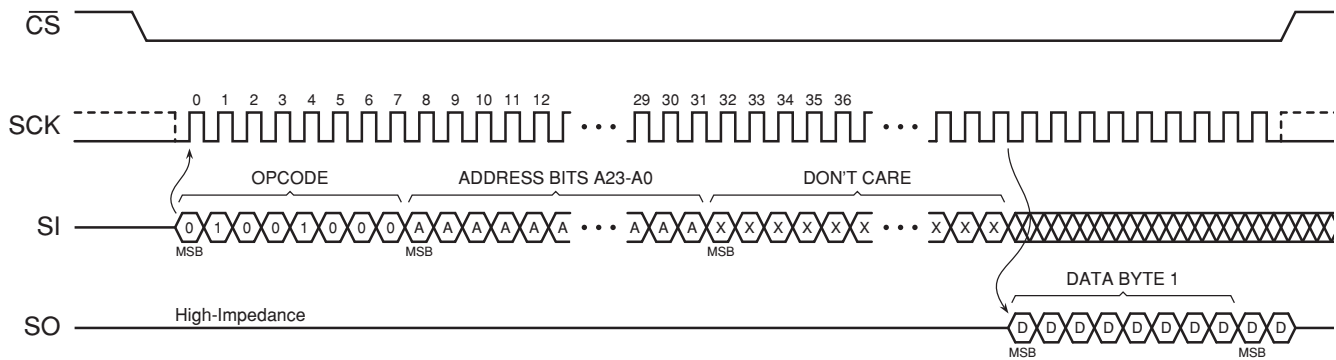 CS
0 1 2 3 4 5 6 7 8 9 10 11 12 29 30 31 32 33 34 35 36
SCK
OPCODE ADDRESS BITS A23-A0 DON'T CARE
SI 0 1 0 0 1 0 0 0 A A A A A A A A A X X X X X X X X X
MSB MSB MSB
DATA BYTE 1
High-Impedance
SO D D D D D D D D D D
MSB MSB